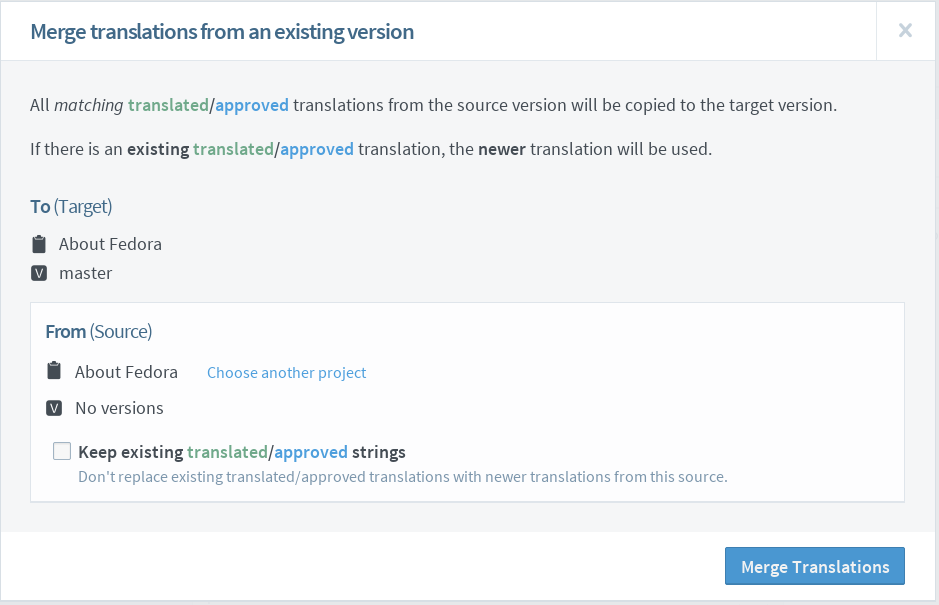 Merge translations from an existing version
×
All matching translated/approved translations from the source version will be copied to the target version.
If there is an existing translated/approved translation, the newer translation will be used.
To (Target)
About Fedora
V master
From (Source)
About Fedora Choose another project
V No versions
Keep existing translated/approved strings
Don't replace existing translated/approved translations with newer translations from this source.
Merge Translations